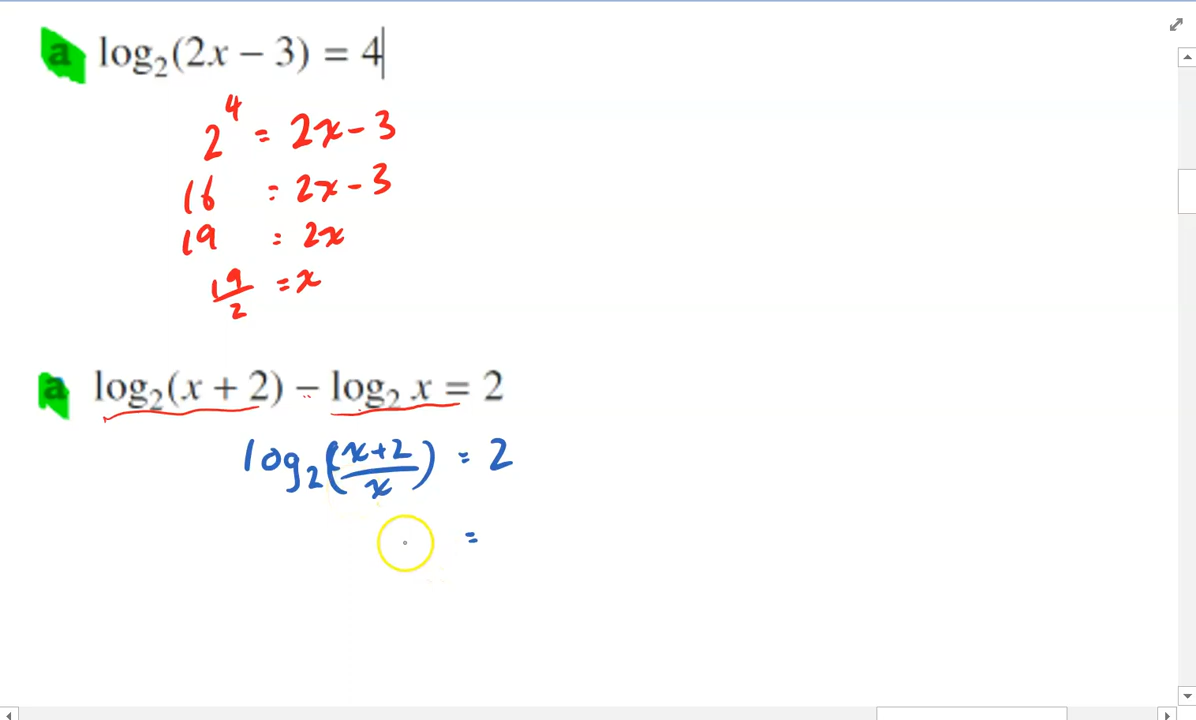 a log₂(2x − 3) = 4
2⁴ = 2x − 3
16 = 2x − 3
19 = 2x
19/2 = x
a log₂(x + 2) − log₂ x = 2
log₂((x+2)/x) = 2
=